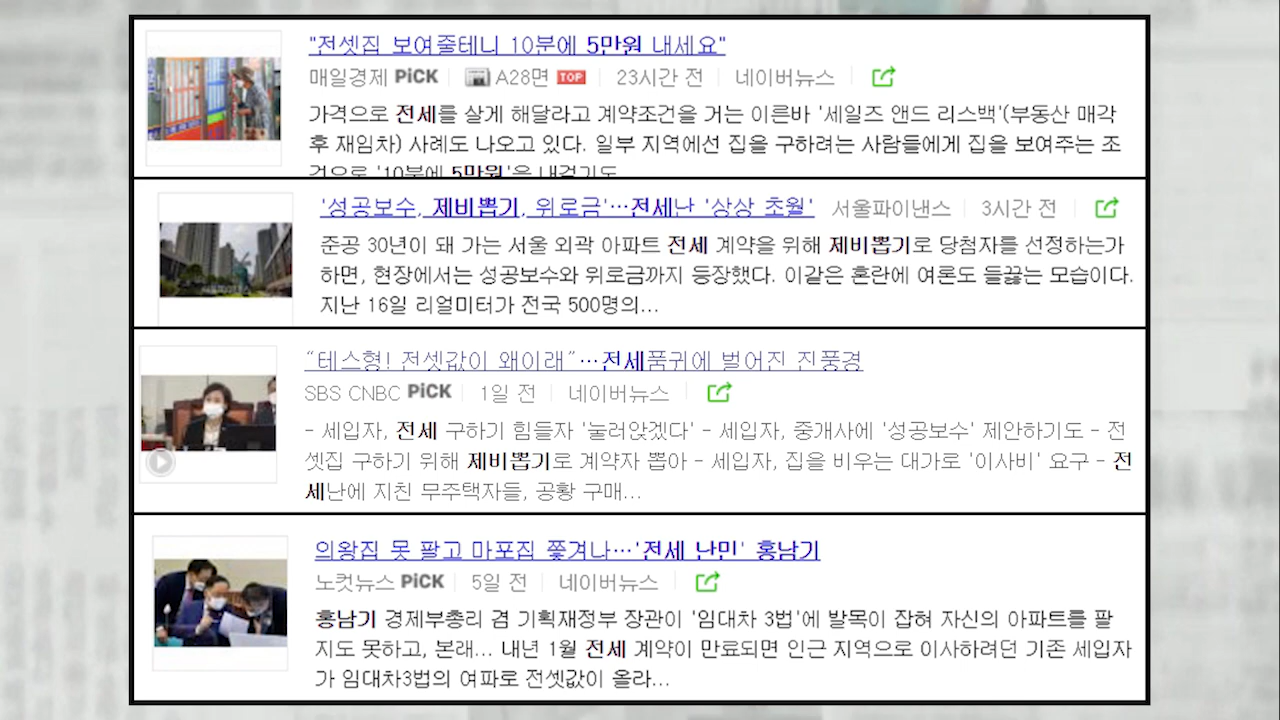 "전셋집 보여줄테니 10분에 5만원 내세요"
매일경제 PiCK A28면 TOP 23시간 전 네이버뉴스
가격으로 전세를 살게 해달라고 계약조건을 거는 이른바 '세일즈 앤드 리스백'(부동산 매각
후 재임차) 사례도 나오고 있다. 일부 지역에선 집을 구하려는 사람들에게 집을 보여주는 조
건으로 '10분에 5만원'을 내걸기도
'성공보수, 제비뽑기, 위로금'…전세난 '상상 초월' 서울파이낸스 3시간 전
준공 30년이 돼 가는 서울 외곽 아파트 전세 계약을 위해 제비뽑기로 당첨자를 선정하는가
하면, 현장에서는 성공보수와 위로금까지 등장했다. 이같은 혼란에 여론도 들끓는 모습이다.
지난 16일 리얼미터가 전국 500명의...
“테스형! 전셋값이 왜이래”…전세품귀에 벌어진 진풍경
SBS CNBC PiCK 1일 전 네이버뉴스
- 세입자, 전세 구하기 힘들자 '눌러앉겠다' - 세입자, 중개사에 '성공보수' 제안하기도 - 전
셋집 구하기 위해 제비뽑기로 계약자 뽑아 - 세입자, 집을 비우는 대가로 '이사비' 요구 - 전
세난에 지친 무주택자들, 공황 구매...
의왕집 못 팔고 마포집 쫓겨나…'전세 난민' 홍남기
노컷뉴스 PiCK 5일 전 네이버뉴스
홍남기 경제부총리 겸 기획재정부 장관이 '임대차 3법'에 발목이 잡혀 자신의 아파트를 팔
지도 못하고, 본래... 내년 1월 전세 계약이 만료되면 인근 지역으로 이사하려던 기존 세입자
가 임대차3법의 여파로 전셋값이 올라...